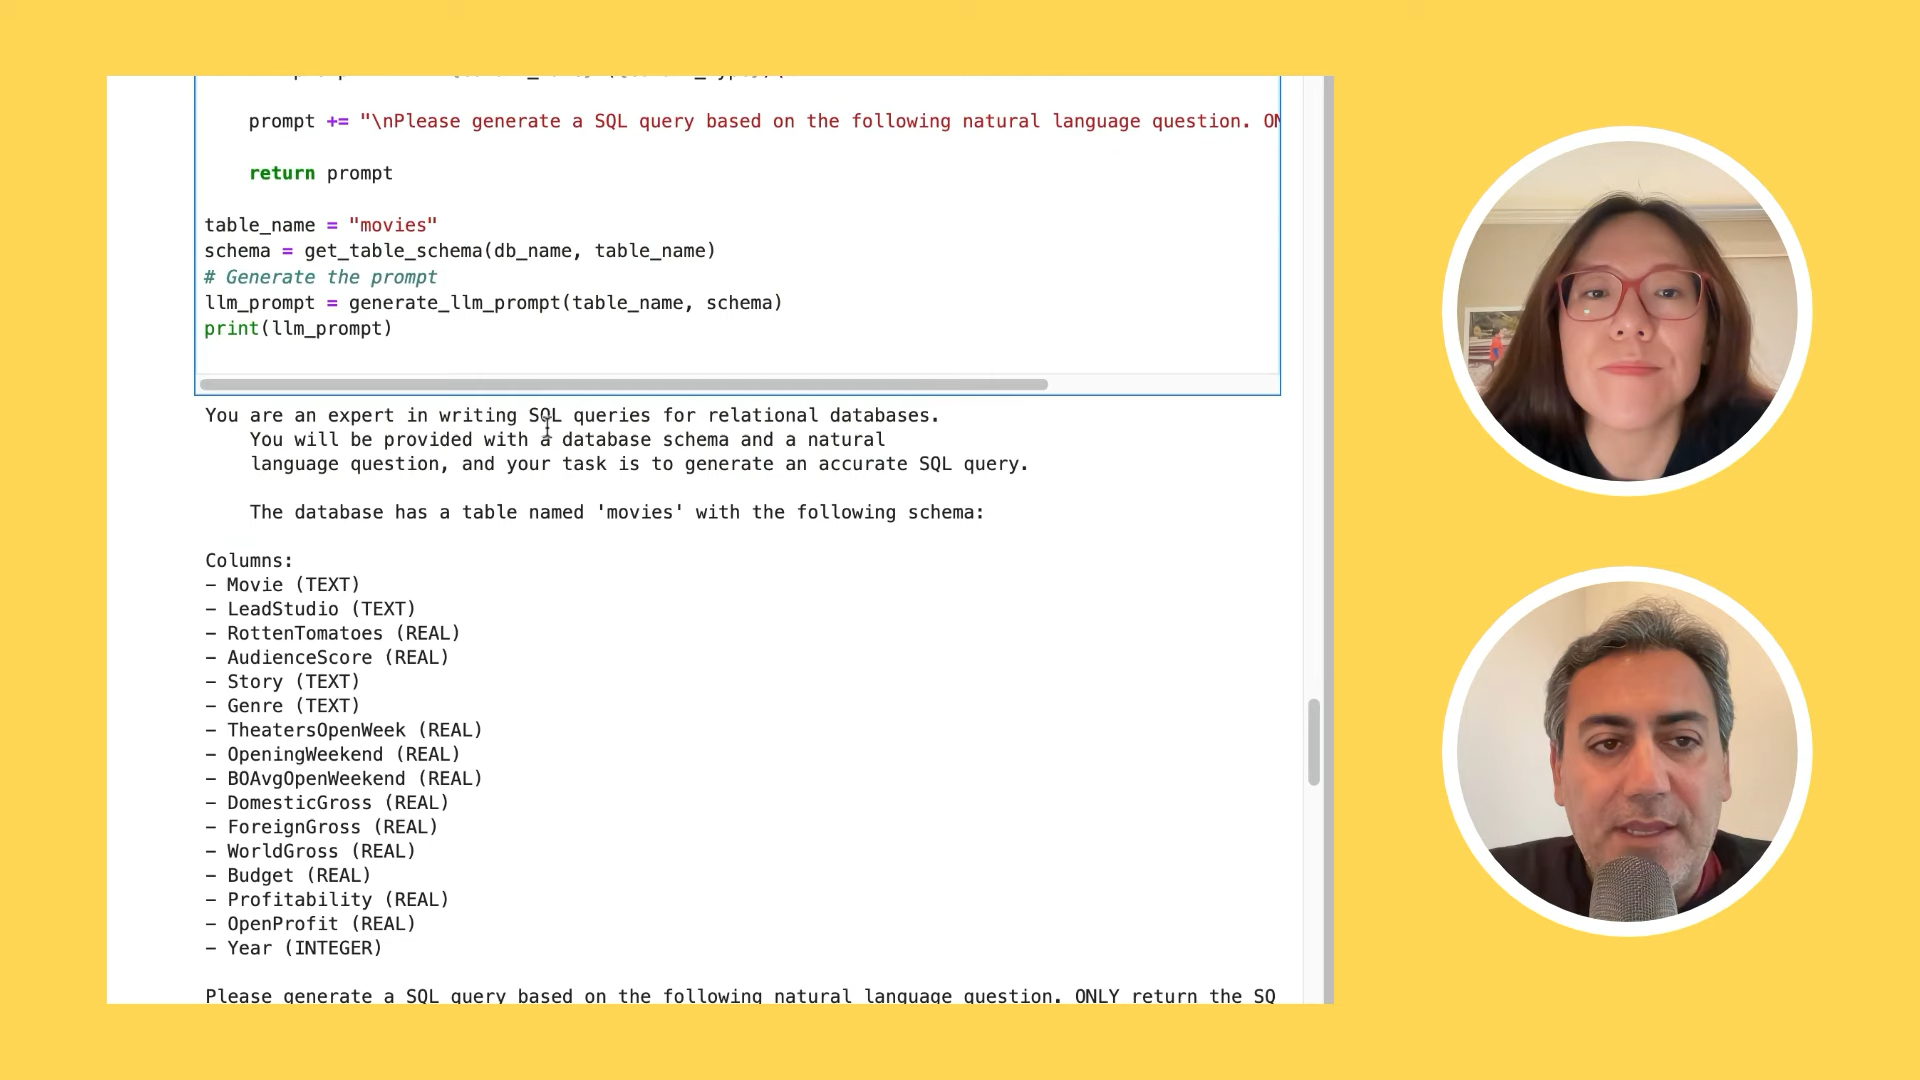 prompt += "\nPlease generate a SQL query based on the following natural language question. ON
return prompt
table_name = "movies"
schema = get_table_schema(db_name, table_name)
# Generate the prompt
llm_prompt = generate_llm_prompt(table_name, schema)
print(llm_prompt)
You are an expert in writing SQL queries for relational databases.
You will be provided with a database schema and a natural
language question, and your task is to generate an accurate SQL query.
The database has a table named 'movies' with the following schema:
Columns:
- Movie (TEXT)
- LeadStudio (TEXT)
- RottenTomatoes (REAL)
- AudienceScore (REAL)
- Story (TEXT)
- Genre (TEXT)
- TheatersOpenWeek (REAL)
- OpeningWeekend (REAL)
- BOAvgOpenWeekend (REAL)
- DomesticGross (REAL)
- ForeignGross (REAL)
- WorldGross (REAL)
- Budget (REAL)
- Profitability (REAL)
- OpenProfit (REAL)
- Year (INTEGER)
Please generate a SQL query based on the following natural language question. ONLY return the SQ